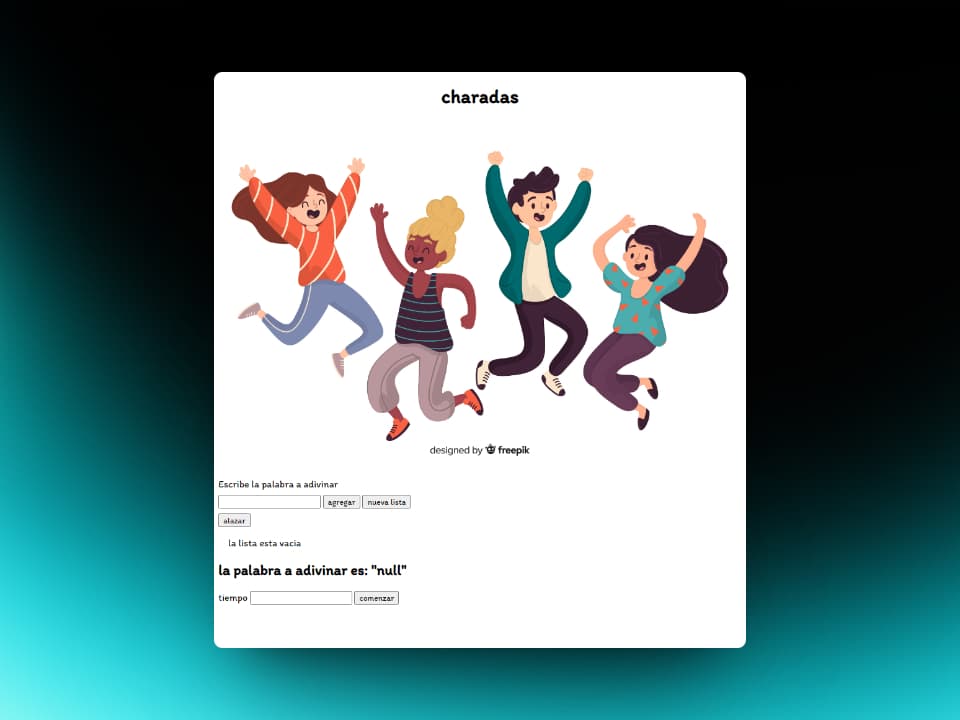 charadas
designed by freepik
Escribe la palabra a adivinar
agregar nueva lista
alazar
la lista esta vacia
la palabra a adivinar es: "null"
tiempo comenzar